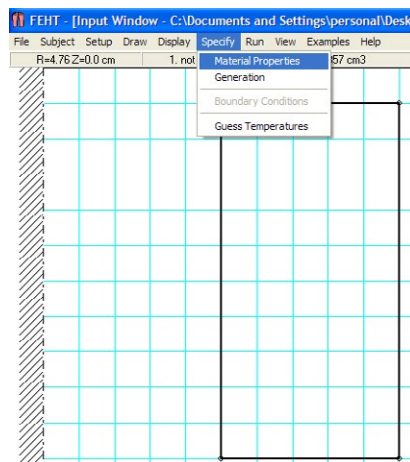 FEHT - [Input Window - C:\Documents and Settings\personal\Desk
File Subject Setup Draw Display Specify Run View Examples Help
R=4.76 Z=0.0 cm 1. not 57 cm3
Material Properties
Generation
Boundary Conditions
Guess Temperatures